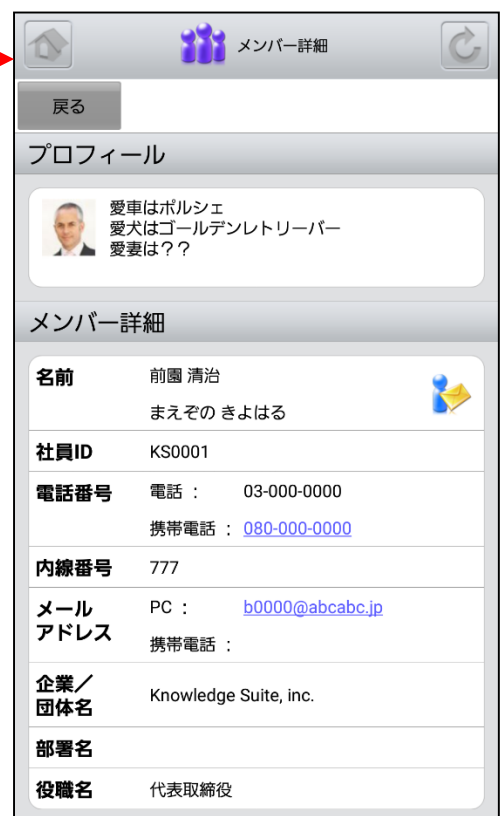 メンバー詳細
戻る
プロフィール
愛車はポルシェ
愛犬はゴールデンレトリーバー
愛妻は??
メンバー詳細
名前 前園 清治
まえぞの きよはる
社員ID KS0001
電話番号 電話 : 03-000-0000
携帯電話 : 080-000-0000
内線番号 777
メール
アドレス
PC : b0000@abcabc.jp
携帯電話 :
企業/
団体名
Knowledge Suite, inc.
部署名
役職名 代表取締役